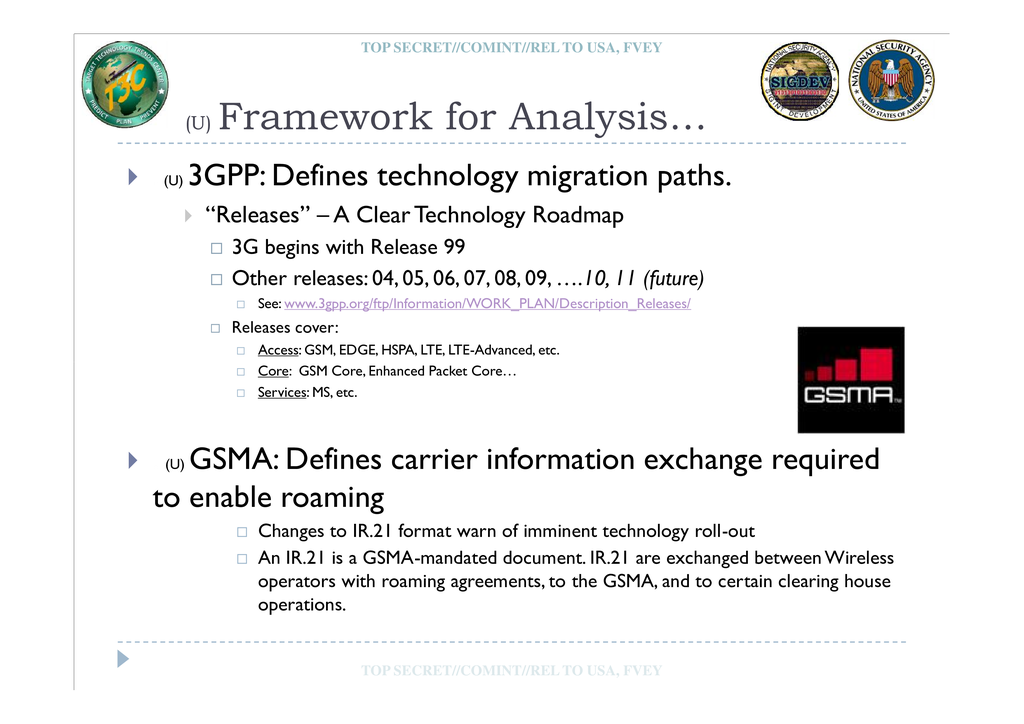 TOP SECRET//COMINT//REL TO USA, FVEY
TARGET TECHNOLOGY TRENDS CENTER
T3C
PREDICT PLAN PREVENT
NATIONAL SECURITY AGENCY
SIGDEV
SIGINT DEVELOPMENT
NATIONAL SECURITY AGENCY
UNITED STATES OF AMERICA
(U) Framework for Analysis…
(U) 3GPP: Defines technology migration paths.
“Releases” – A Clear Technology Roadmap
3G begins with Release 99
Other releases: 04, 05, 06, 07, 08, 09, ….10, 11 (future)
See: www.3gpp.org/ftp/Information/WORK_PLAN/Description_Releases/
Releases cover:
Access: GSM, EDGE, HSPA, LTE, LTE-Advanced, etc.
Core: GSM Core, Enhanced Packet Core…
Services: MS, etc.
GSMA™
(U) GSMA: Defines carrier information exchange required
to enable roaming
Changes to IR.21 format warn of imminent technology roll-out
An IR.21 is a GSMA-mandated document. IR.21 are exchanged between Wireless
operators with roaming agreements, to the GSMA, and to certain clearing house
operations.
TOP SECRET//COMINT//REL TO USA, FVEY